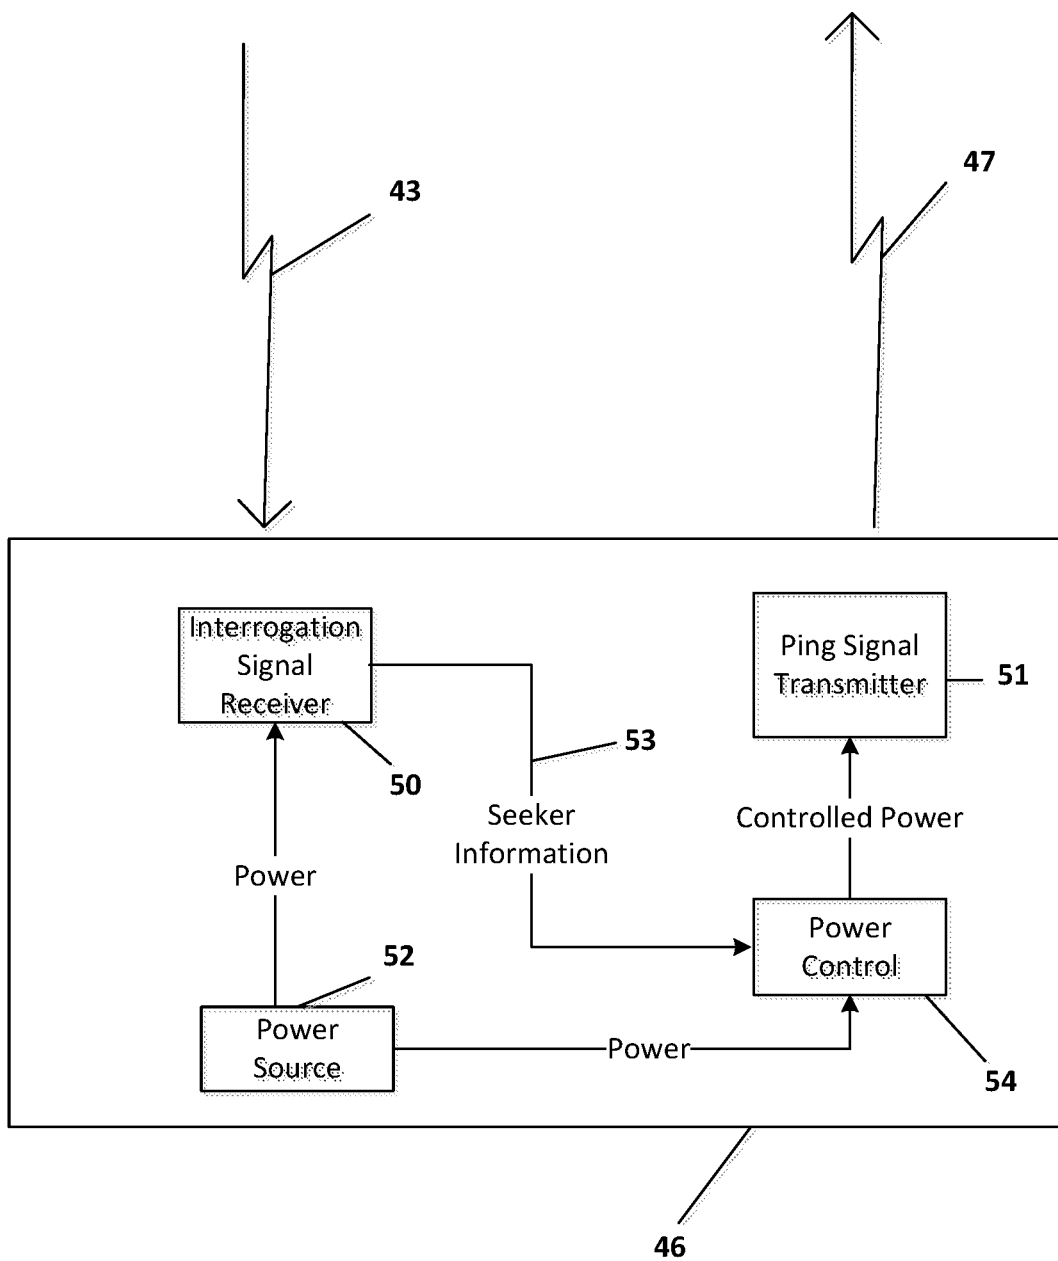 47
43
Interrogation
Signal
Receiver
Ping Signal
Transmitter
51
53
50
Seeker
Information
Controlled Power
Power
Power
Control
52
Power
Source
Power
54
46